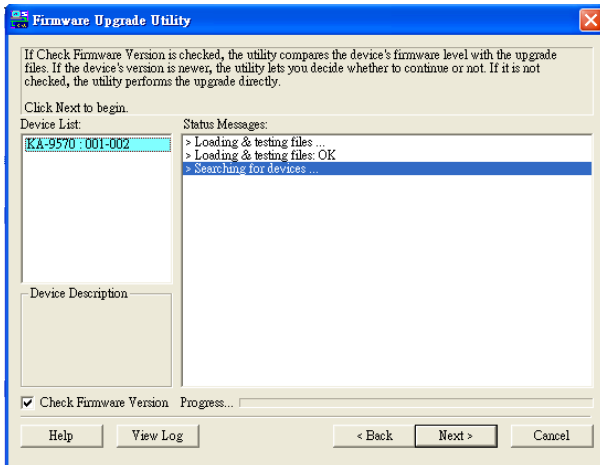 Firmware Upgrade Utility
If Check Firmware Version is checked, the utility compares the device's firmware level with the upgrade
files. If the device's version is newer, the utility lets you decide whether to continue or not. If it is not
checked, the utility performs the upgrade directly.
Click Next to begin.
Device List:
KA-9570 : 001-002
Status Messages:
> Loading & testing files ...
> Loading & testing files: OK
> Searching for devices ...
Device Description
Check Firmware Version
Progress...
Help
View Log
< Back
Next >
Cancel